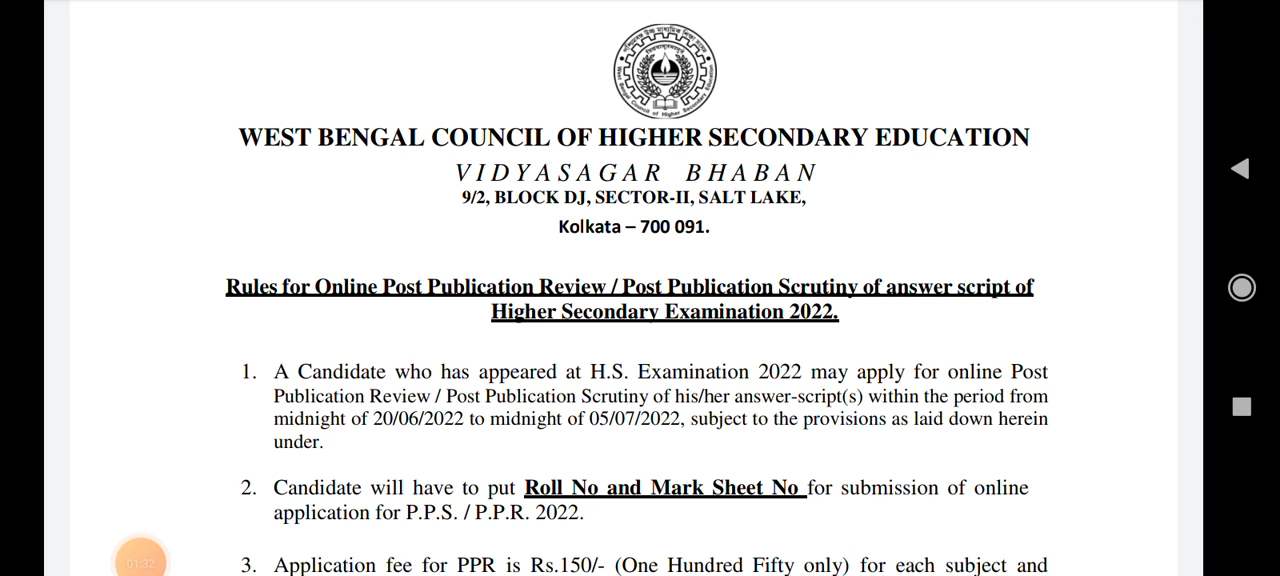 WEST BENGAL COUNCIL OF HIGHER SECONDARY EDUCATION
VIDYASAGAR BHABAN
9/2, BLOCK DJ, SECTOR-II, SALT LAKE,
Kolkata – 700 091.
Rules for Online Post Publication Review / Post Publication Scrutiny of answer script of
Higher Secondary Examination 2022.
1. A Candidate who has appeared at H.S. Examination 2022 may apply for online Post
Publication Review / Post Publication Scrutiny of his/her answer-script(s) within the period from
midnight of 20/06/2022 to midnight of 05/07/2022, subject to the provisions as laid down herein
under.
2. Candidate will have to put Roll No and Mark Sheet No for submission of online
application for P.P.S. / P.P.R. 2022.
01:32
3. Application fee for PPR is Rs.150/- (One Hundred Fifty only) for each subject and